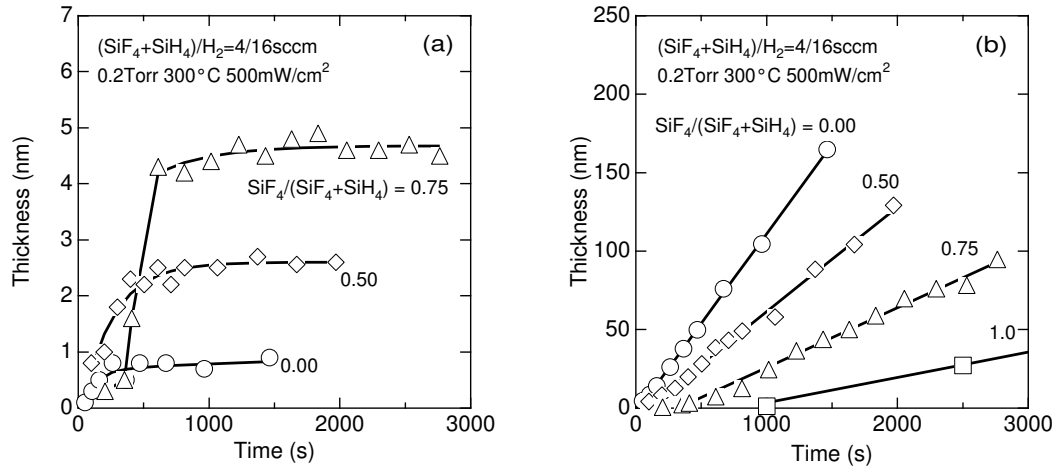 7
6
5
4
3
2
1
0
Thickness (nm)
(SiF₄+SiH₄)/H₂=4/16sccm
0.2Torr 300°C 500mW/cm²
(a)
SiF₄/(SiF₄+SiH₄) = 0.75
0.50
0.00
0 1000 2000 3000
Time (s)
250
200
150
100
50
0
Thickness (nm)
(SiF₄+SiH₄)/H₂=4/16sccm
0.2Torr 300°C 500mW/cm²
(b)
SiF₄/(SiF₄+SiH₄) = 0.00
0.50
0.75
1.0
0 1000 2000 3000
Time (s)